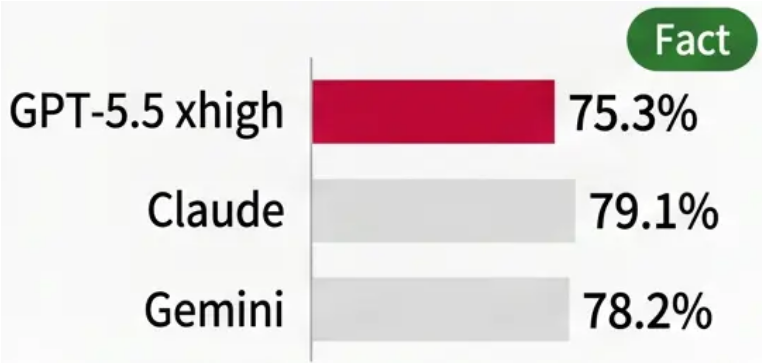 Fact
GPT-5.5 xhigh 75.3%
Claude 79.1%
Gemini 78.2%